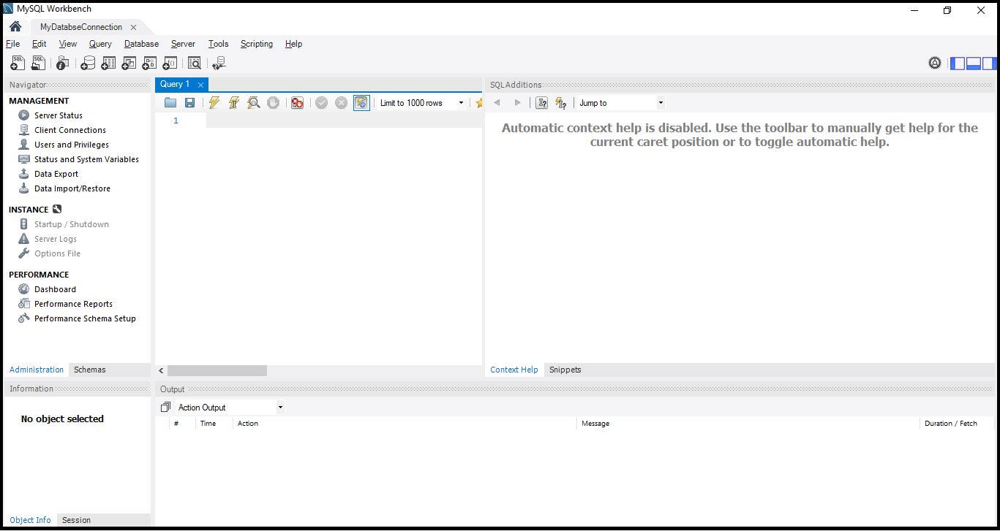 MySQL Workbench
MyDatabseConnection
File Edit View Query Database Server Tools Scripting Help
SQL SQL
Navigator
MANAGEMENT
Server Status
Client Connections
Users and Privileges
Status and System Variables
Data Export
Data Import/Restore
INSTANCE
Startup / Shutdown
Server Logs
Options File
PERFORMANCE
Dashboard
Performance Reports
Performance Schema Setup
Administration Schemas
Query 1
Limit to 1000 rows
1
SQLAdditions
Jump to
Automatic context help is disabled. Use the toolbar to manually get help for the
current caret position or to toggle automatic help.
Context Help Snippets
Information
No object selected
Object Info Session
Output
Action Output
# Time Action Message Duration / Fetch